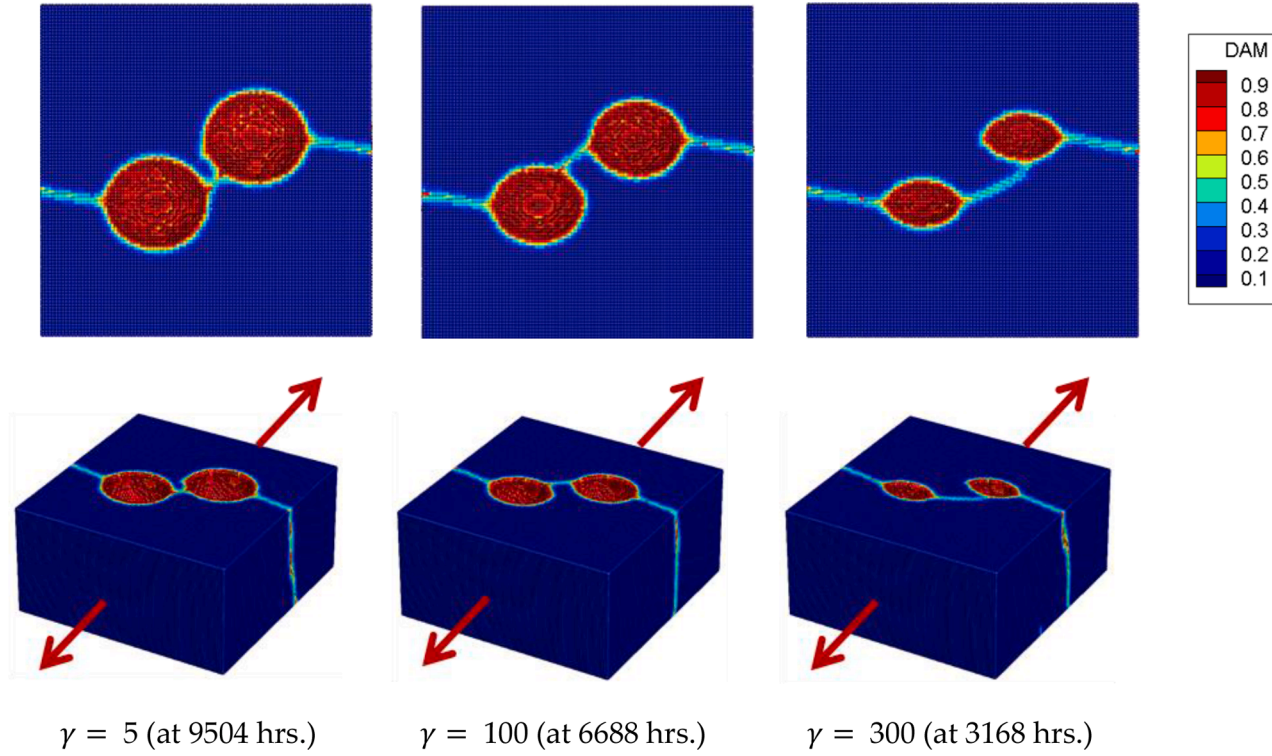 DAM
0.9
0.8
0.7
0.6
0.5
0.4
0.3
0.2
0.1
γ = 5 (at 9504 hrs.)
γ = 100 (at 6688 hrs.)
γ = 300 (at 3168 hrs.)